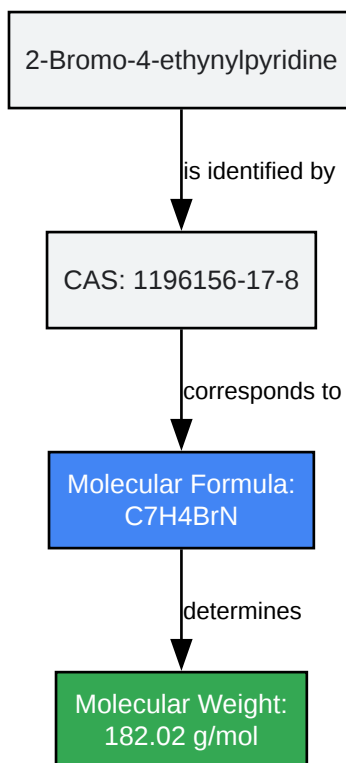 2-Bromo-4-ethynylpyridine
is identified by
CAS: 1196156-17-8
corresponds to
Molecular Formula:
C7H4BrN
determines
Molecular Weight:
182.02 g/mol